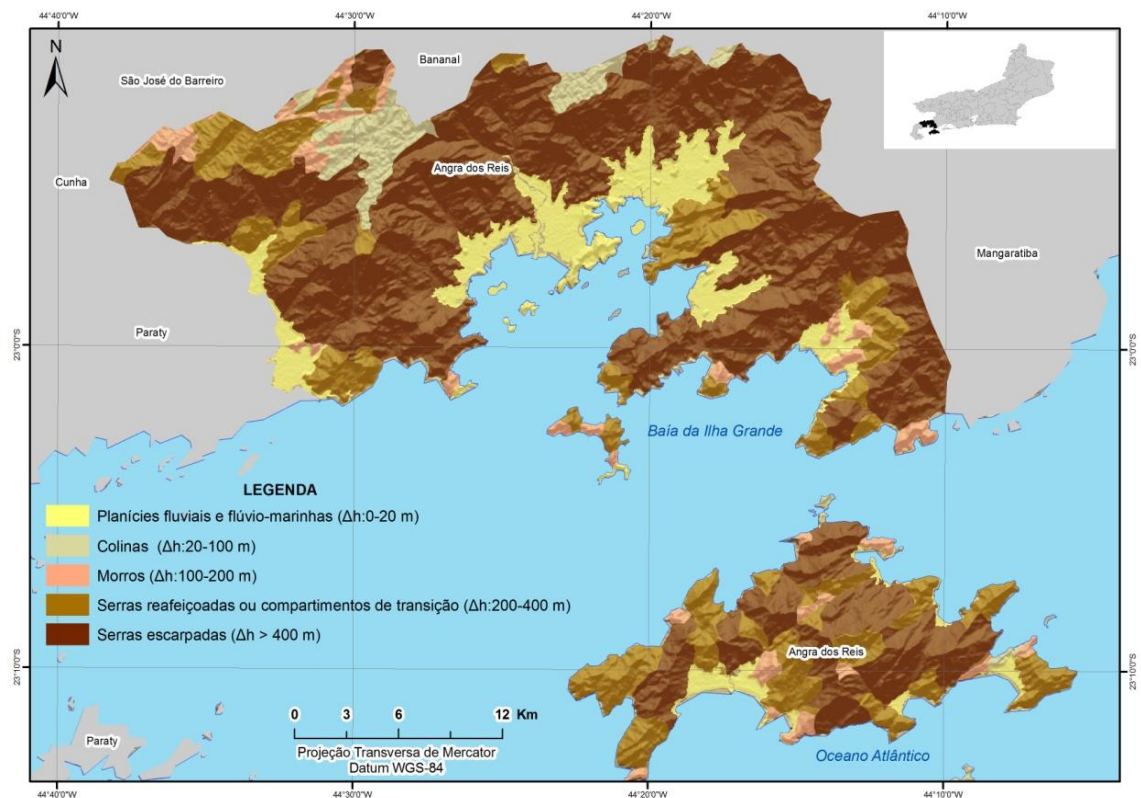 44°40'0"W 44°30'0"W 44°20'0"W 44°10'0"W
N
Bananal
São José do Barreiro
Angra dos Reis
Cunha
Mangaratiba
Paraty
23°0'0"S 23°0'0"S
Baía da Ilha Grande
LEGENDA
Planícies fluviais e flúvio-marinhas (Δh:0-20 m)
Colinas (Δh:20-100 m)
Morros (Δh:100-200 m)
Serras reafeiçoadas ou compartimentos de transição (Δh:200-400 m)
Serras escarpadas (Δh > 400 m)
Angra dos Reis
23°10'0"S 23°10'0"S
0 3 6 12 Km
Projeção Transversa de Mercator
Datum WGS-84
Paraty
Oceano Atlântico
44°40'0"W 44°30'0"W 44°20'0"W 44°10'0"W